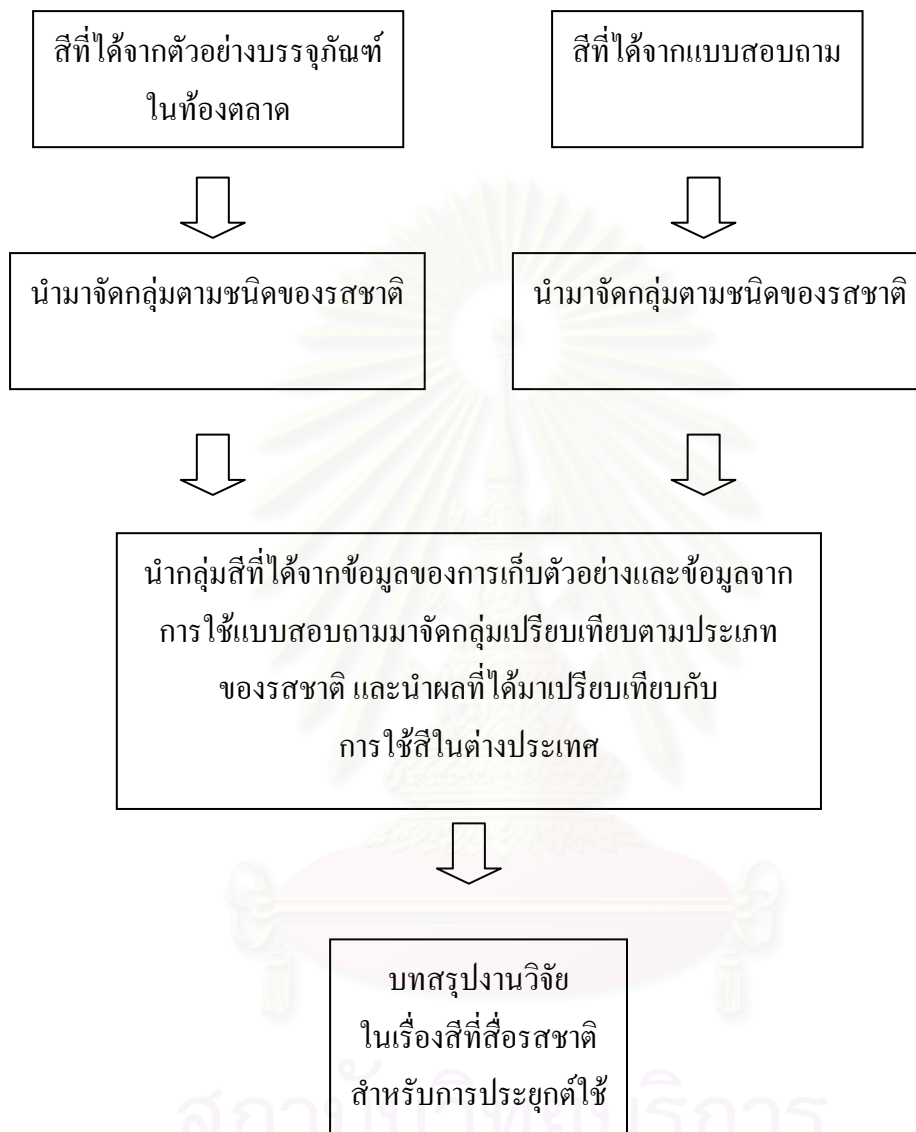 สีที่ได้จากตัวอย่างบรรจุภัณฑ์
ในท้องตลาด
สีที่ได้จากแบบสอบถาม
นำมาจัดกลุ่มตามชนิดของรสชาติ
นำมาจัดกลุ่มตามชนิดของรสชาติ
นำกลุ่มสีที่ได้จากข้อมูลของการเก็บตัวอย่างและข้อมูลจาก
การใช้แบบสอบถามมาจัดกลุ่มเปรียบเทียบตามประเภท
ของรสชาติ และนำผลที่ได้มาเปรียบเทียบกับ
การใช้สีในต่างประเทศ
บทสรุปงานวิจัย
ในเรื่องสีที่สื่อรสชาติ
สำหรับการประยุกต์ใช้
สถาบันวิทยบริการ